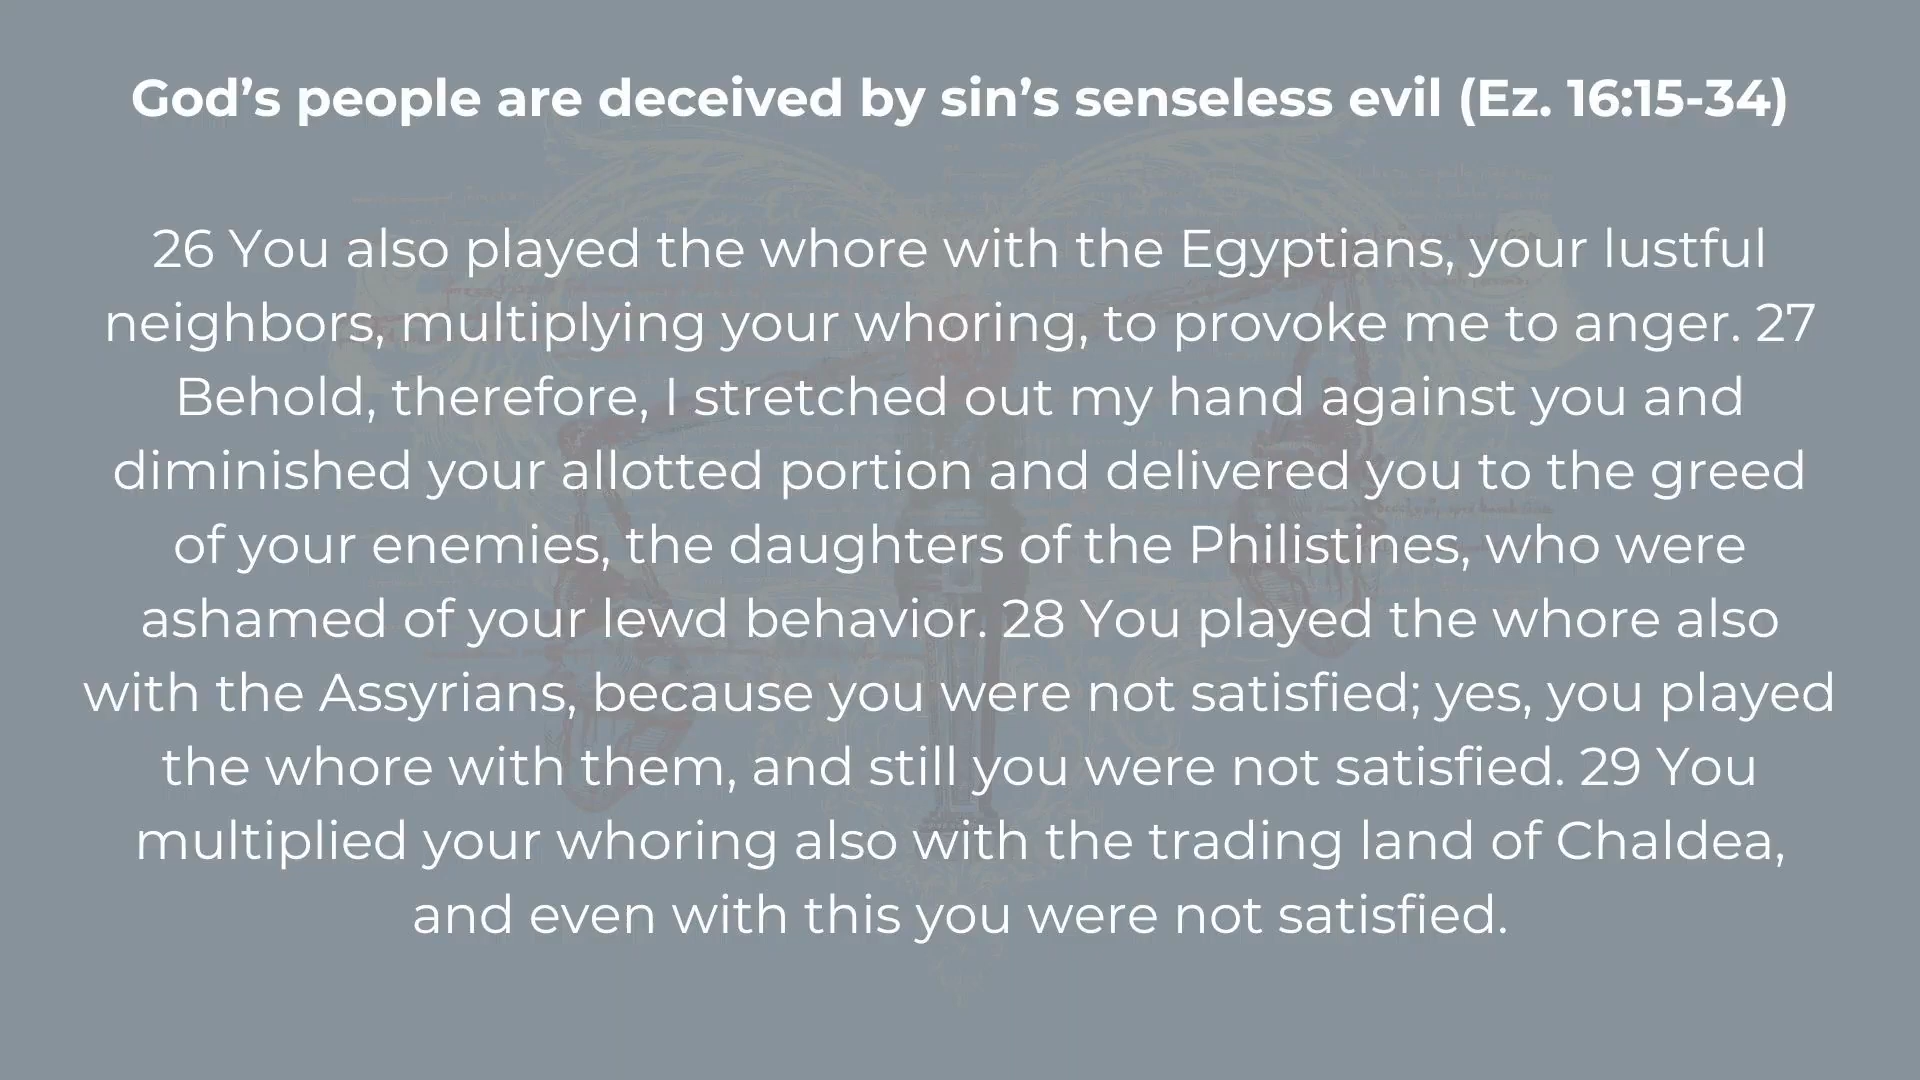 God’s people are deceived by sin’s senseless evil (Ez. 16:15-34)
26 You also played the whore with the Egyptians, your lustful
neighbors, multiplying your whoring, to provoke me to anger. 27
Behold, therefore, I stretched out my hand against you and
diminished your allotted portion and delivered you to the greed
of your enemies, the daughters of the Philistines, who were
ashamed of your lewd behavior. 28 You played the whore also
with the Assyrians, because you were not satisfied; yes, you played
the whore with them, and still you were not satisfied. 29 You
multiplied your whoring also with the trading land of Chaldea,
and even with this you were not satisfied.